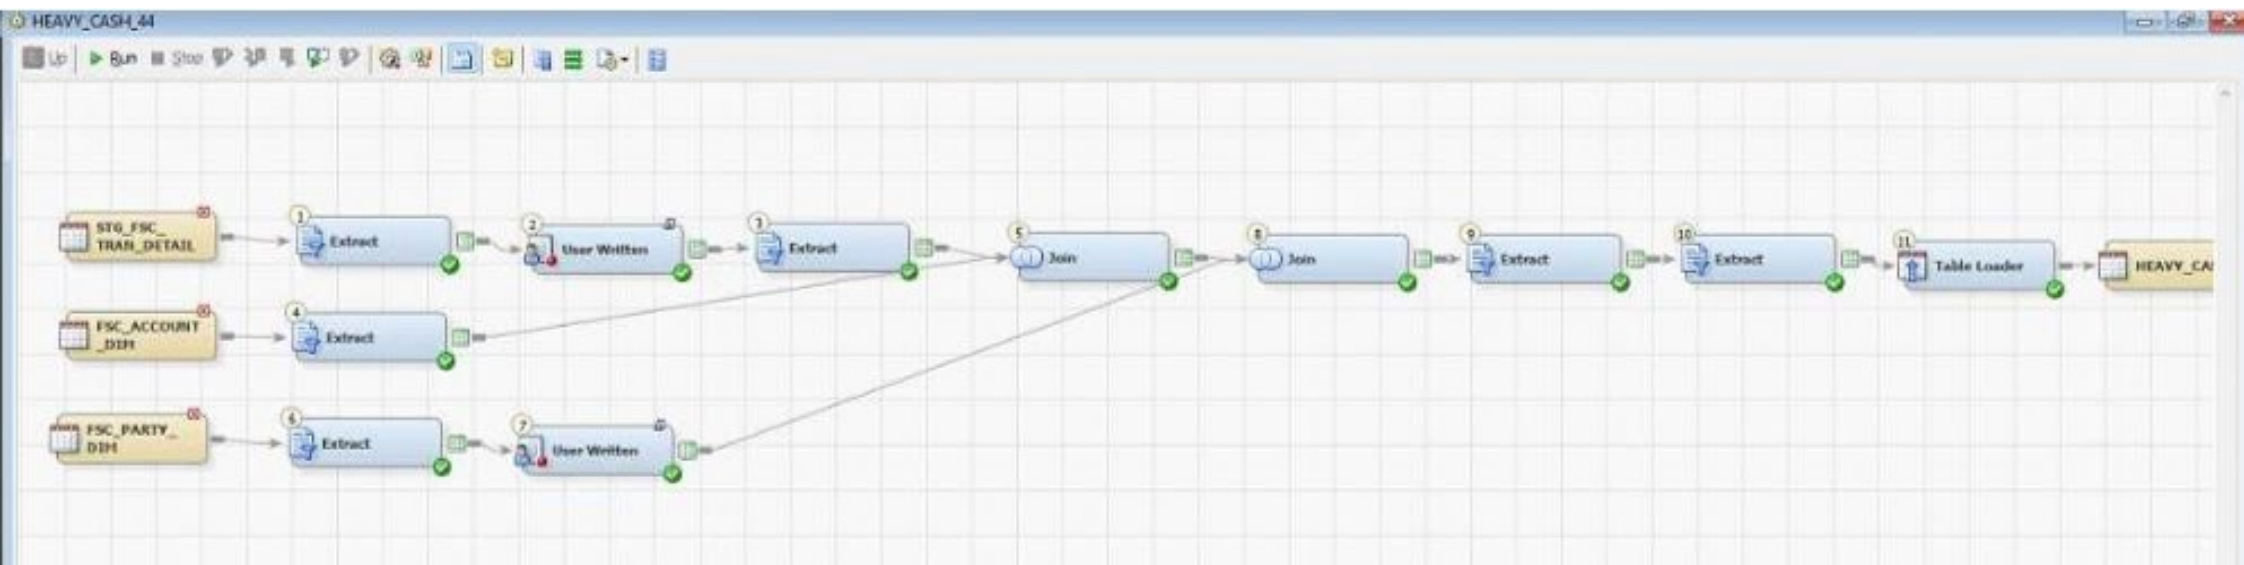 HEAVY_CASH_44
Up Run Stop
STG_FSC_
TRAN_DETAIL
1
Extract
2
User Written
3
Extract
5
Join
8
Join
9
Extract
10
Extract
11
Table Loader
HEAVY_CA
FSC_ACCOUNT
_DIM
4
Extract
FSC_PARTY_
DIM
6
Extract
7
User Written